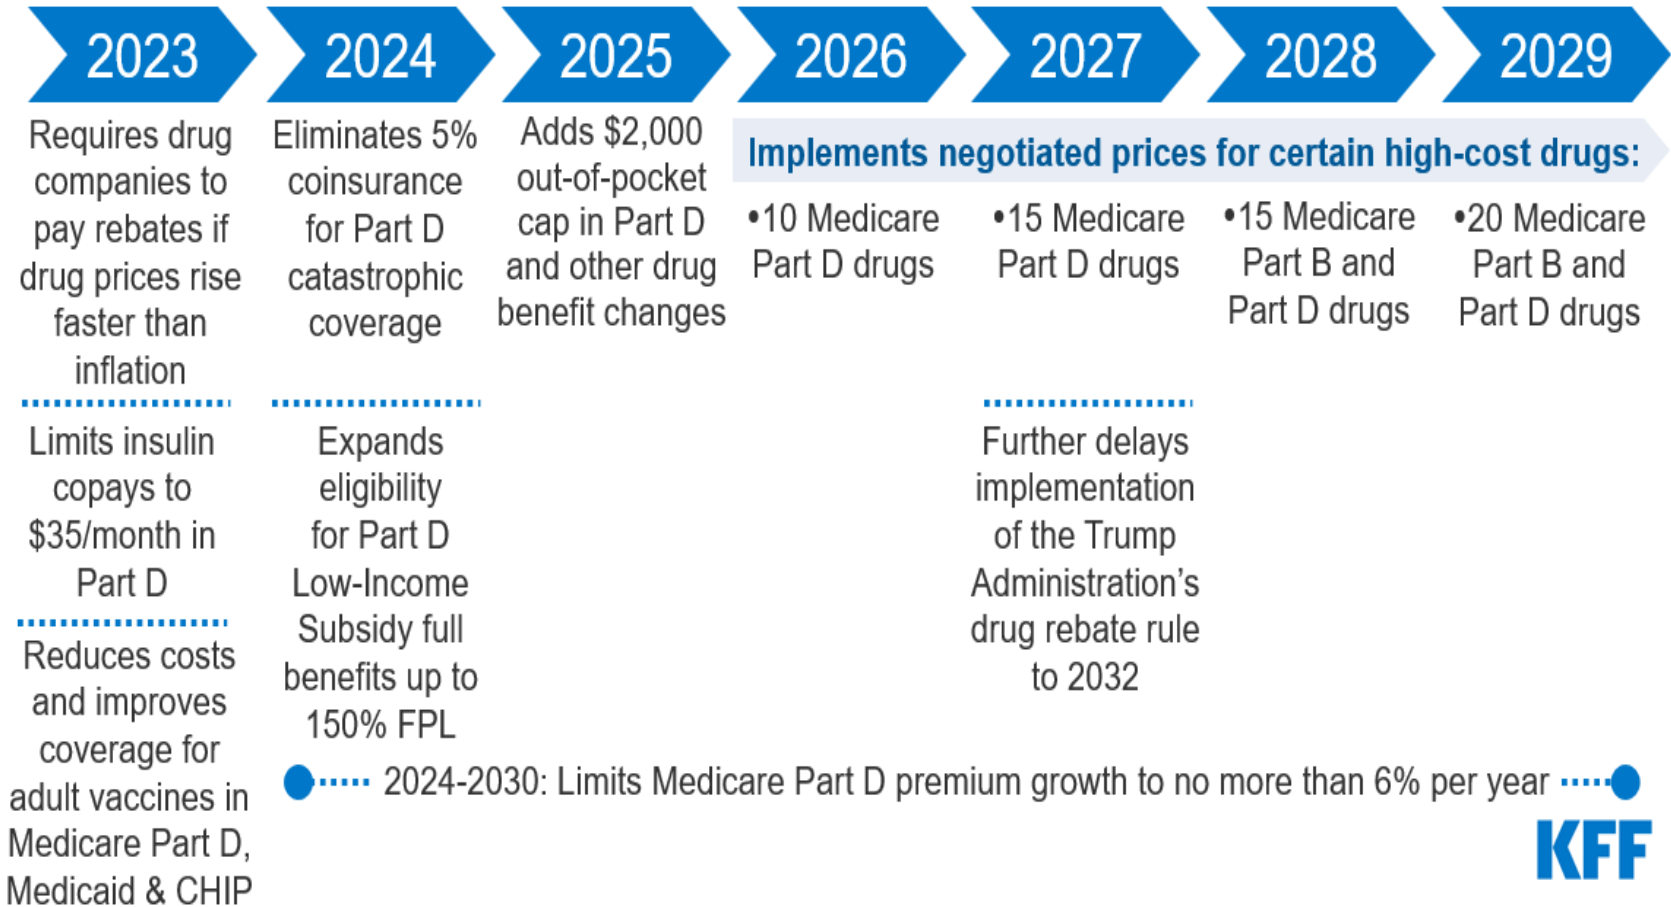 2023
2024
2025
2026
2027
2028
2029
Requires drug
companies to
pay rebates if
drug prices rise
faster than
inflation
Limits insulin
copays to
$35/month in
Part D
Reduces costs
and improves
coverage for
adult vaccines in
Medicare Part D,
Medicaid & CHIP
Eliminates 5%
coinsurance
for Part D
catastrophic
coverage
Expands
eligibility
for Part D
Low-Income
Subsidy full
benefits up to
150% FPL
Adds $2,000
out-of-pocket
cap in Part D
and other drug
benefit changes
Implements negotiated prices for certain high-cost drugs:
•10 Medicare
Part D drugs
•15 Medicare
Part D drugs
Further delays
implementation
of the Trump
Administration’s
drug rebate rule
to 2032
•15 Medicare
Part B and
Part D drugs
•20 Medicare
Part B and
Part D drugs
2024-2030: Limits Medicare Part D premium growth to no more than 6% per year
KFF